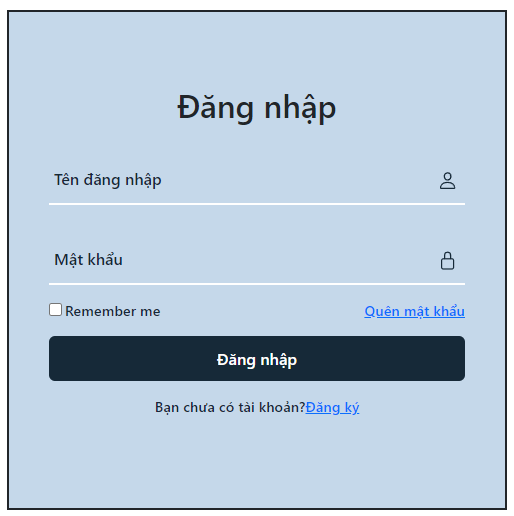 Đăng nhập
Tên đăng nhập
Mật khẩu
Remember me Quên mật khẩu
Đăng nhập
Bạn chưa có tài khoản?Đăng ký